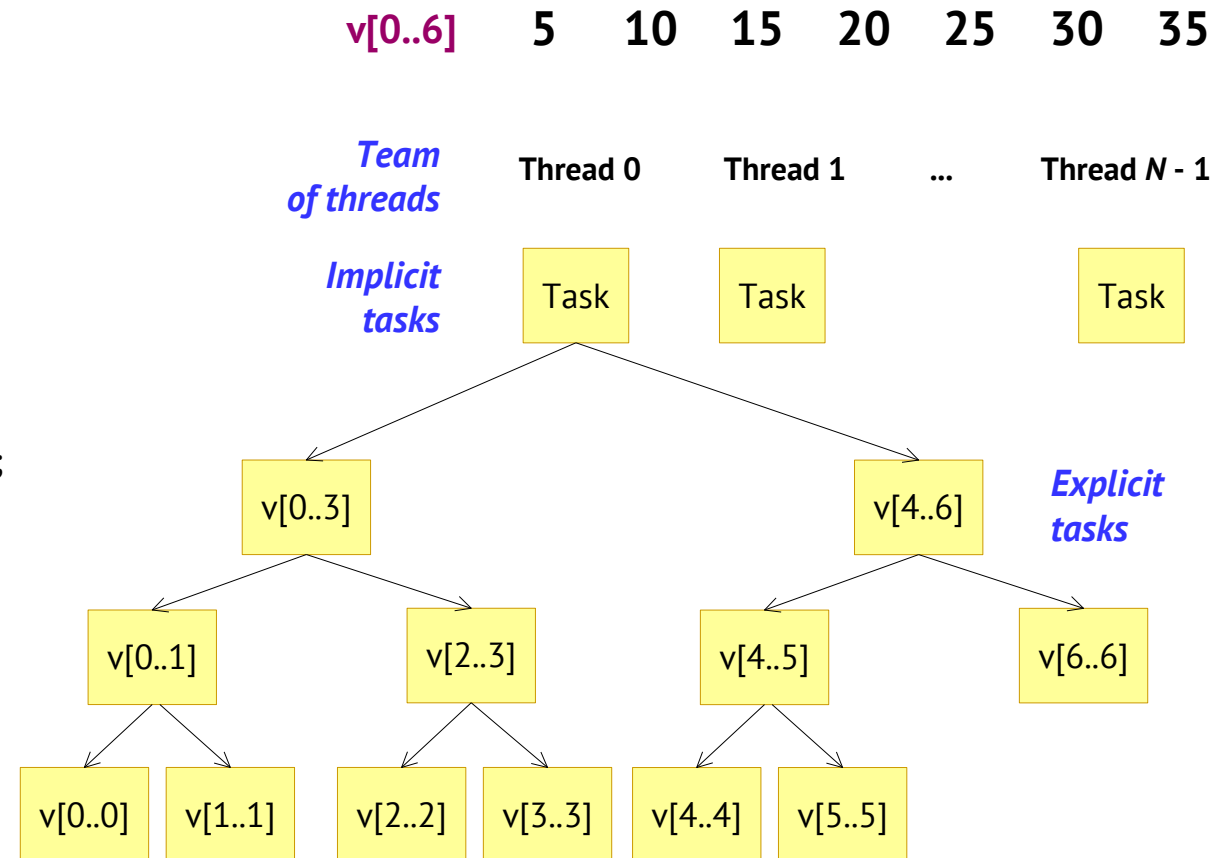 v[0..6] 5 10 15 20 25 30 35
Team
of threads
Thread 0 Thread 1 ... Thread N - 1
Implicit
tasks
Task Task Task
;
v[0..3] v[4..6]
Explicit
tasks
v[0..1] v[2..3] v[4..5] v[6..6]
v[0..0] v[1..1] v[2..2] v[3..3] v[4..4] v[5..5]